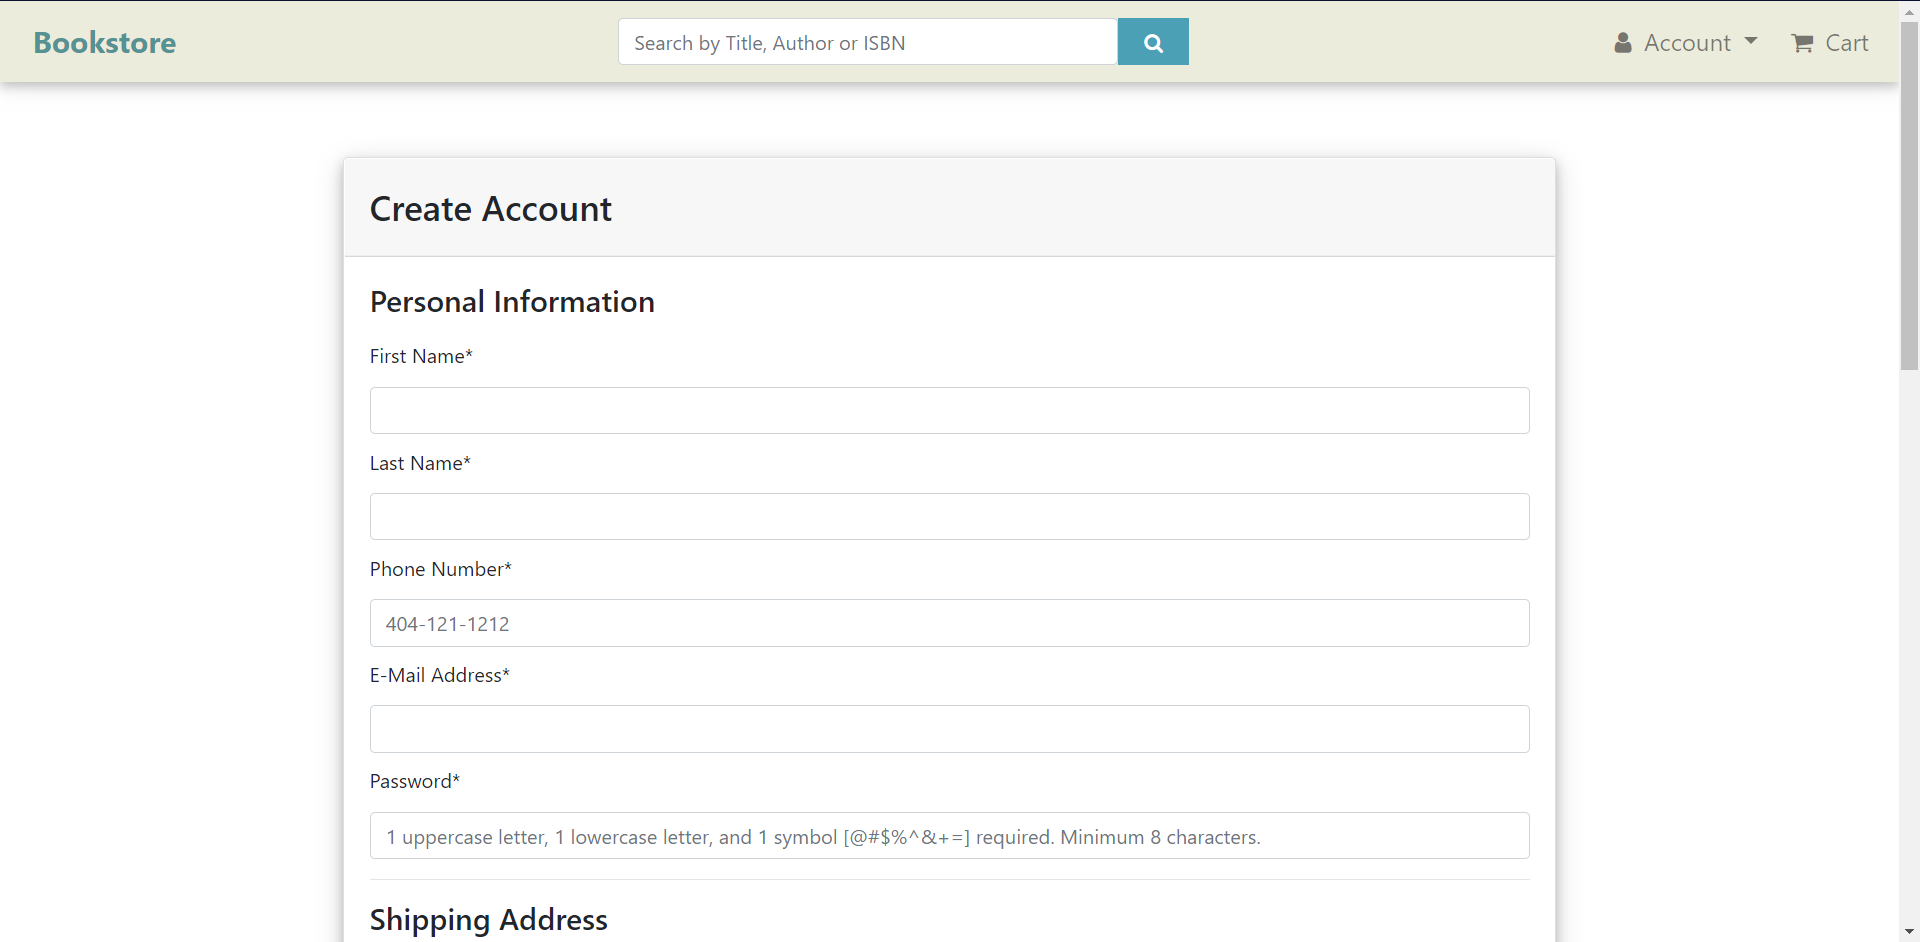 Bookstore
Search by Title, Author or ISBN
Account
Cart
Create Account
Personal Information
First Name*
Last Name*
Phone Number*
404-121-1212
E-Mail Address*
Password*
1 uppercase letter, 1 lowercase letter, and 1 symbol [@#$%^&+=] required. Minimum 8 characters.
Shipping Address